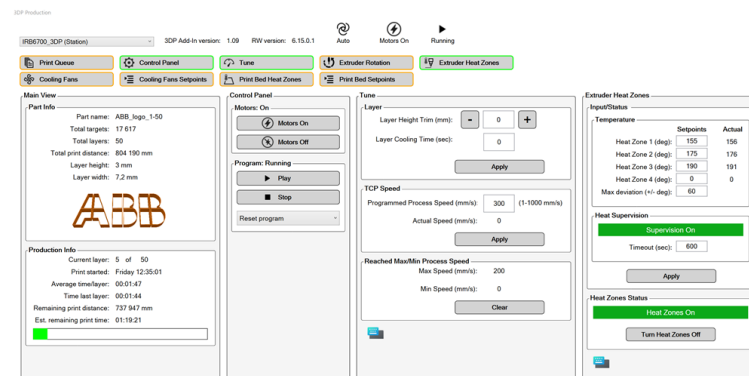 3DP Production
IRB6700_3DP (Station)
3DP Add-In version: 1.09 RW version: 6.15.0.1
Auto
Motors On
Running
Print Queue
Control Panel
Tune
Extruder Rotation
Extruder Heat Zones
Cooling Fans
Cooling Fans Setpoints
Print Bed Heat Zones
Print Bed Setpoints
Main View
Part Info
Part name: ABB_logo_1-50
Total targets: 17 617
Total layers: 50
Total print distance: 804 190 mm
Layer height: 3 mm
Layer width: 7,2 mm
ABB
Production Info
Current layer: 5 of 50
Print started: Friday 12:35:01
Average time/layer: 00:01:47
Time last layer: 00:01:44
Remaining print distance: 737 947 mm
Est. remaining print time: 01:19:21
Control Panel
Motors: On
Motors On
Motors Off
Program: Running
Play
Stop
Reset program
Tune
Layer
Layer Height Trim (mm): - 0 +
Layer Cooling Time (sec): 0
Apply
TCP Speed
Programmed Process Speed (mm/s): 300 (1-1000 mm/s)
Actual Speed (mm/s): 0
Apply
Reached Max/Min Process Speed
Max Speed (mm/s): 200
Min Speed (mm/s): 0
Clear
Extruder Heat Zones
Input/Status
Temperature
Setpoints Actual
Heat Zone 1 (deg): 155 156
Heat Zone 2 (deg): 175 176
Heat Zone 3 (deg): 190 191
Heat Zone 4 (deg): 0 0
Max deviation (+/- deg): 60
Heat Supervision
Supervision On
Timeout (sec): 600
Apply
Heat Zones Status
Heat Zones On
Turn Heat Zones Off